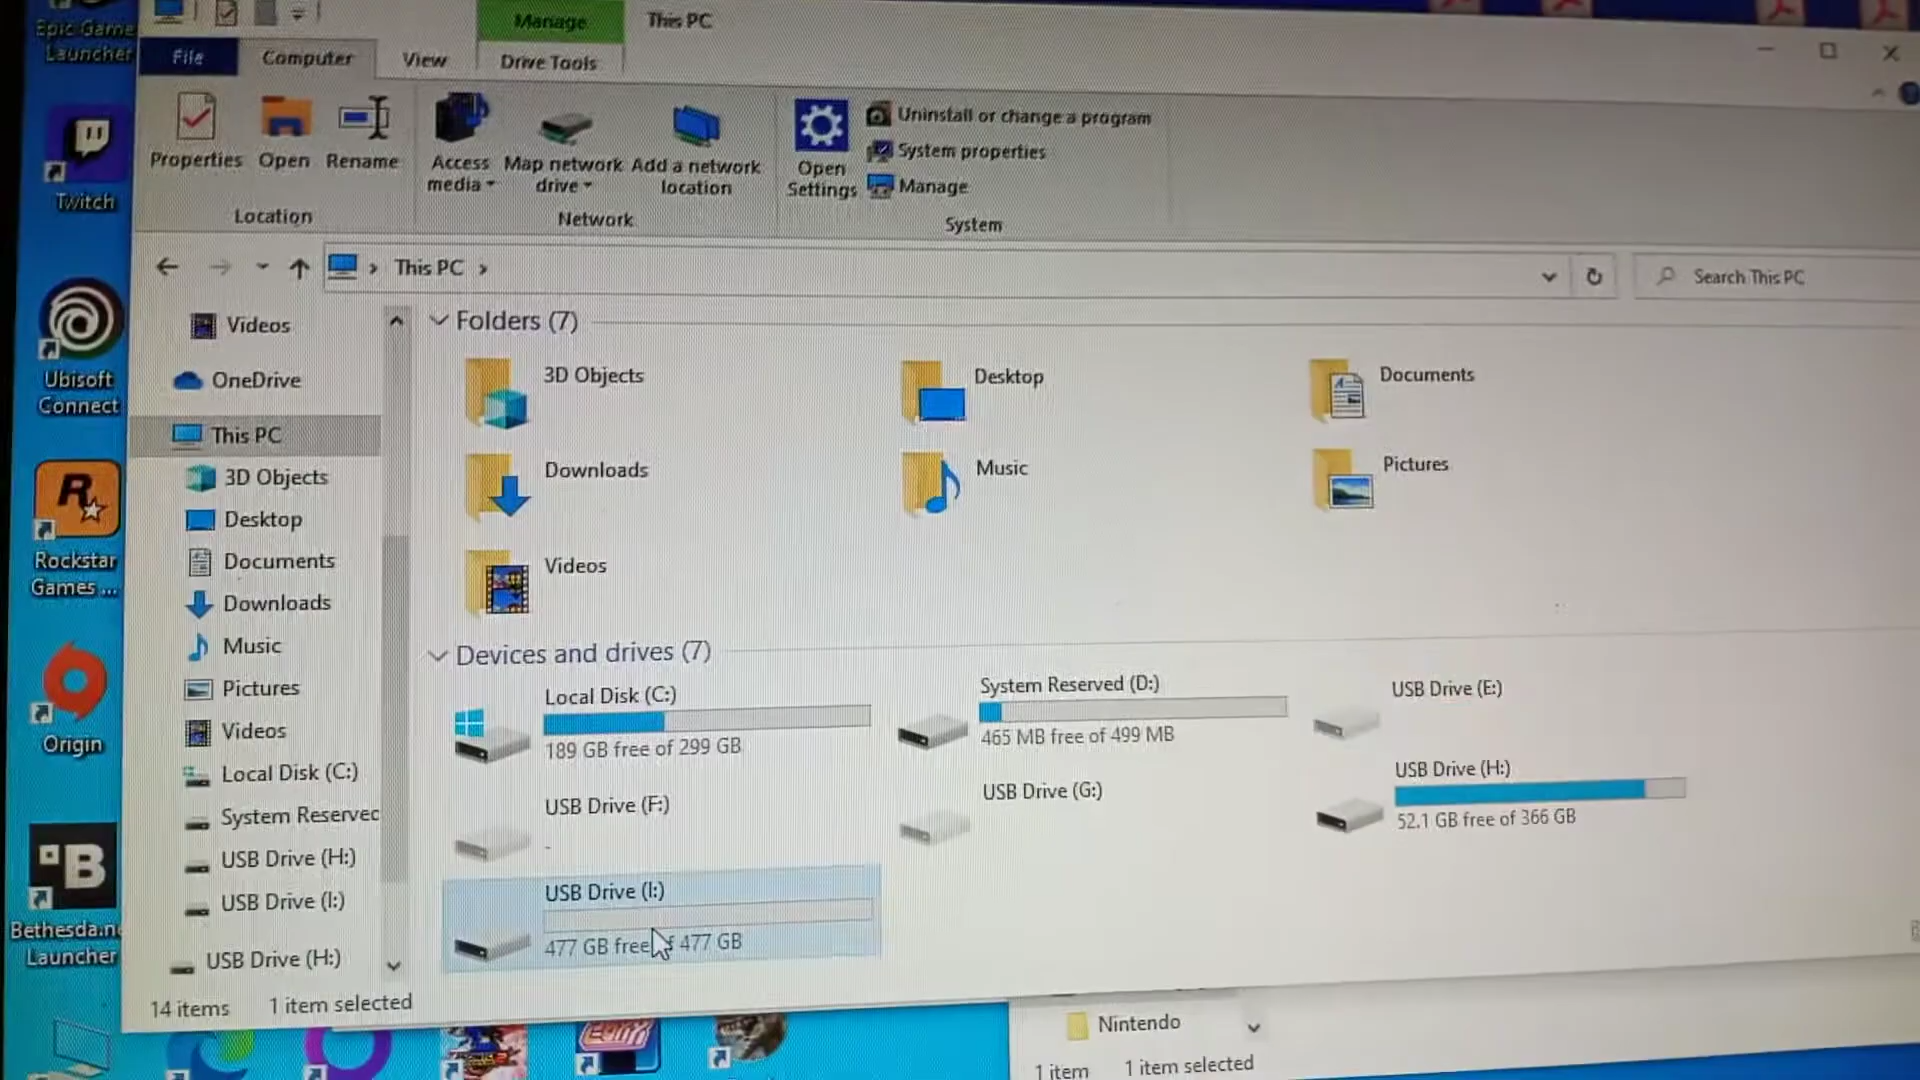 Epic Game
Launcher
Manage
This PC
File
Computer
View
Drive Tools
Properties
Open
Rename
Access
media
Map network
drive
Add a network
location
Open
Settings
Uninstall or change a program
System properties
Manage
Location
Network
System
Twitch
This PC
Search This PC
Ubisoft
Connect
Rockstar
Games ...
Origin
B
Bethesda.ne
Launcher
Videos
OneDrive
This PC
3D Objects
Desktop
Documents
Downloads
Music
Pictures
Videos
Local Disk (C:)
System Reserved
USB Drive (H:)
USB Drive (I:)
USB Drive (H:)
Folders (7)
3D Objects
Desktop
Documents
Downloads
Music
Pictures
Videos
Devices and drives (7)
Local Disk (C:)
189 GB free of 299 GB
System Reserved (D:)
465 MB free of 499 MB
USB Drive (E:)
USB Drive (F:)
USB Drive (G:)
USB Drive (H:)
52.1 GB free of 366 GB
USB Drive (I:)
477 GB free of 477 GB
14 items
1 item selected
Nintendo
1 item
1 item selected